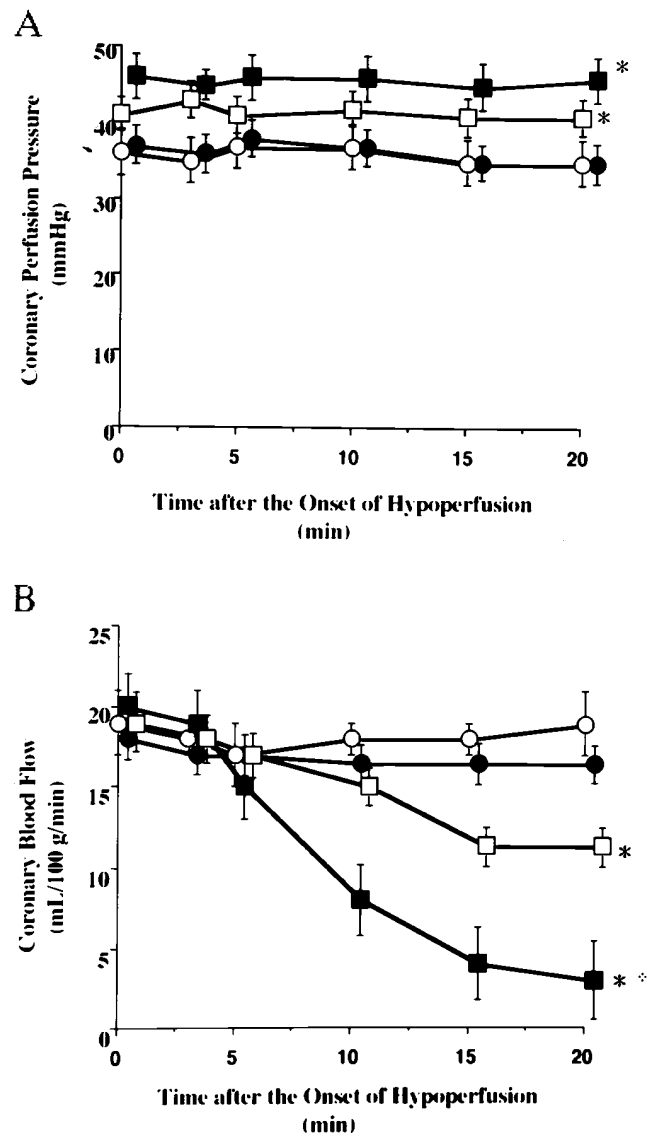 A
50
40
30
20
10
0
Coronary Perfusion Pressure
(mmHg)
*
*
0 5 10 15 20
Time after the Onset of Hypoperfusion
(min)
B
25
20
15
10
5
0
Coronary Blood Flow
(mL/100 g/min)
*
*
0 5 10 15 20
Time after the Onset of Hypoperfusion
(min)